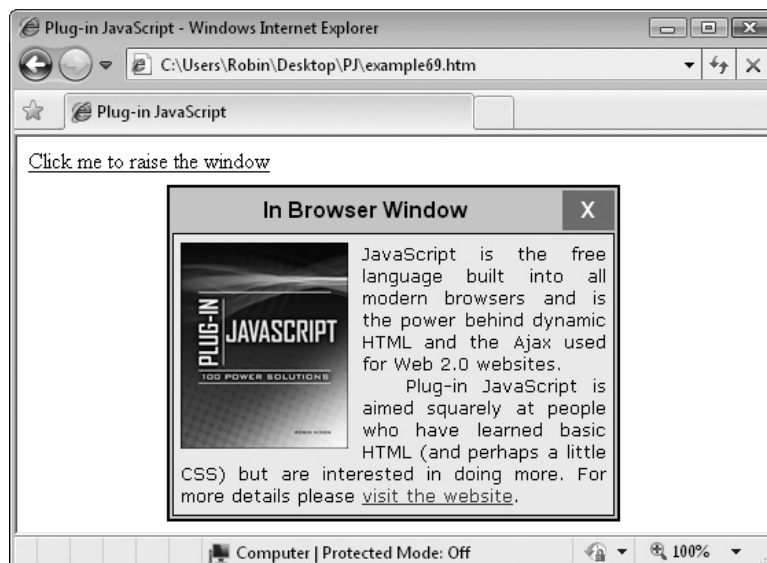 Plug-in JavaScript - Windows Internet Explorer
C:\Users\Robin\Desktop\PJ\example69.htm
Plug-in JavaScript
Click me to raise the window
In Browser Window X
PLUG-IN
JAVASCRIPT
100 POWER SOLUTIONS
ROBIN NIXON
JavaScript is the free
language built into all
modern browsers and is
the power behind dynamic
HTML and the Ajax used
for Web 2.0 websites.
Plug-in JavaScript is
aimed squarely at people
who have learned basic
HTML (and perhaps a little
CSS) but are interested in doing more. For
more details please visit the website.
Computer | Protected Mode: Off 100%